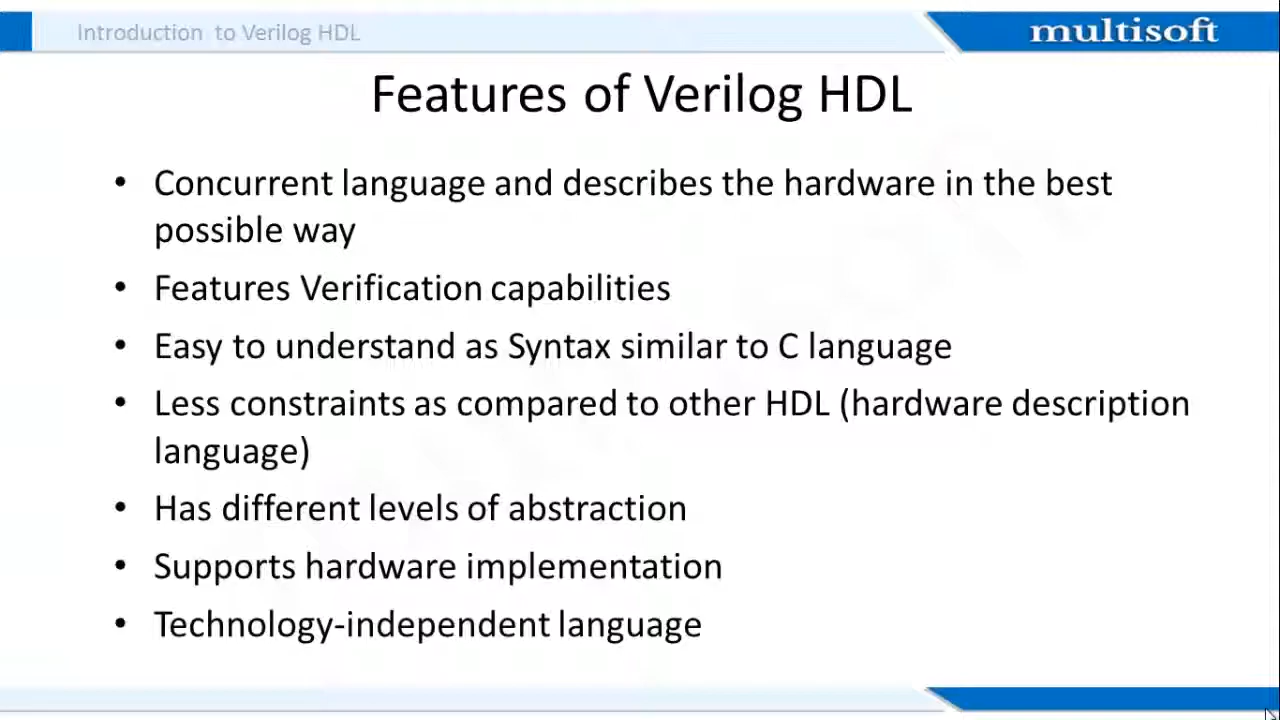 Introduction to Verilog HDL
multisoft
Features of Verilog HDL
• Concurrent language and describes the hardware in the best
possible way
• Features Verification capabilities
• Easy to understand as Syntax similar to C language
• Less constraints as compared to other HDL (hardware description
language)
• Has different levels of abstraction
• Supports hardware implementation
• Technology-independent language